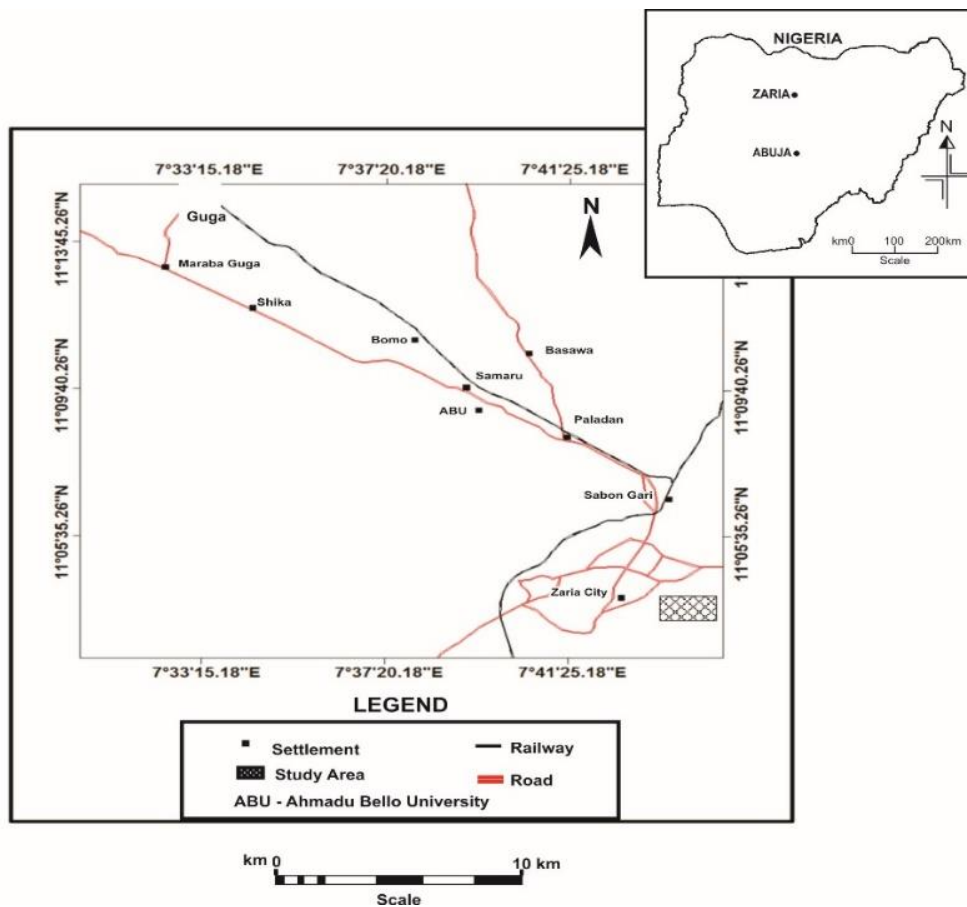 NIGERIA
ZARIA
ABUJA
N
km0 100 200km
Scale
7°33'15.18"E 7°37'20.18"E 7°41'25.18"E
N
11°13'45.26"N
11°09'40.26"N
11°05'35.26"N
11°09'40.26"N
11°05'35.26"N
Guga
Maraba Guga
Shika
Bomo
Basawa
Samaru
ABU
Paladan
Sabon Gari
Zaria City
7°33'15.18"E 7°37'20.18"E 7°41'25.18"E
LEGEND
Settlement Railway
Study Area Road
ABU - Ahmadu Bello University
km 0 10 km
Scale